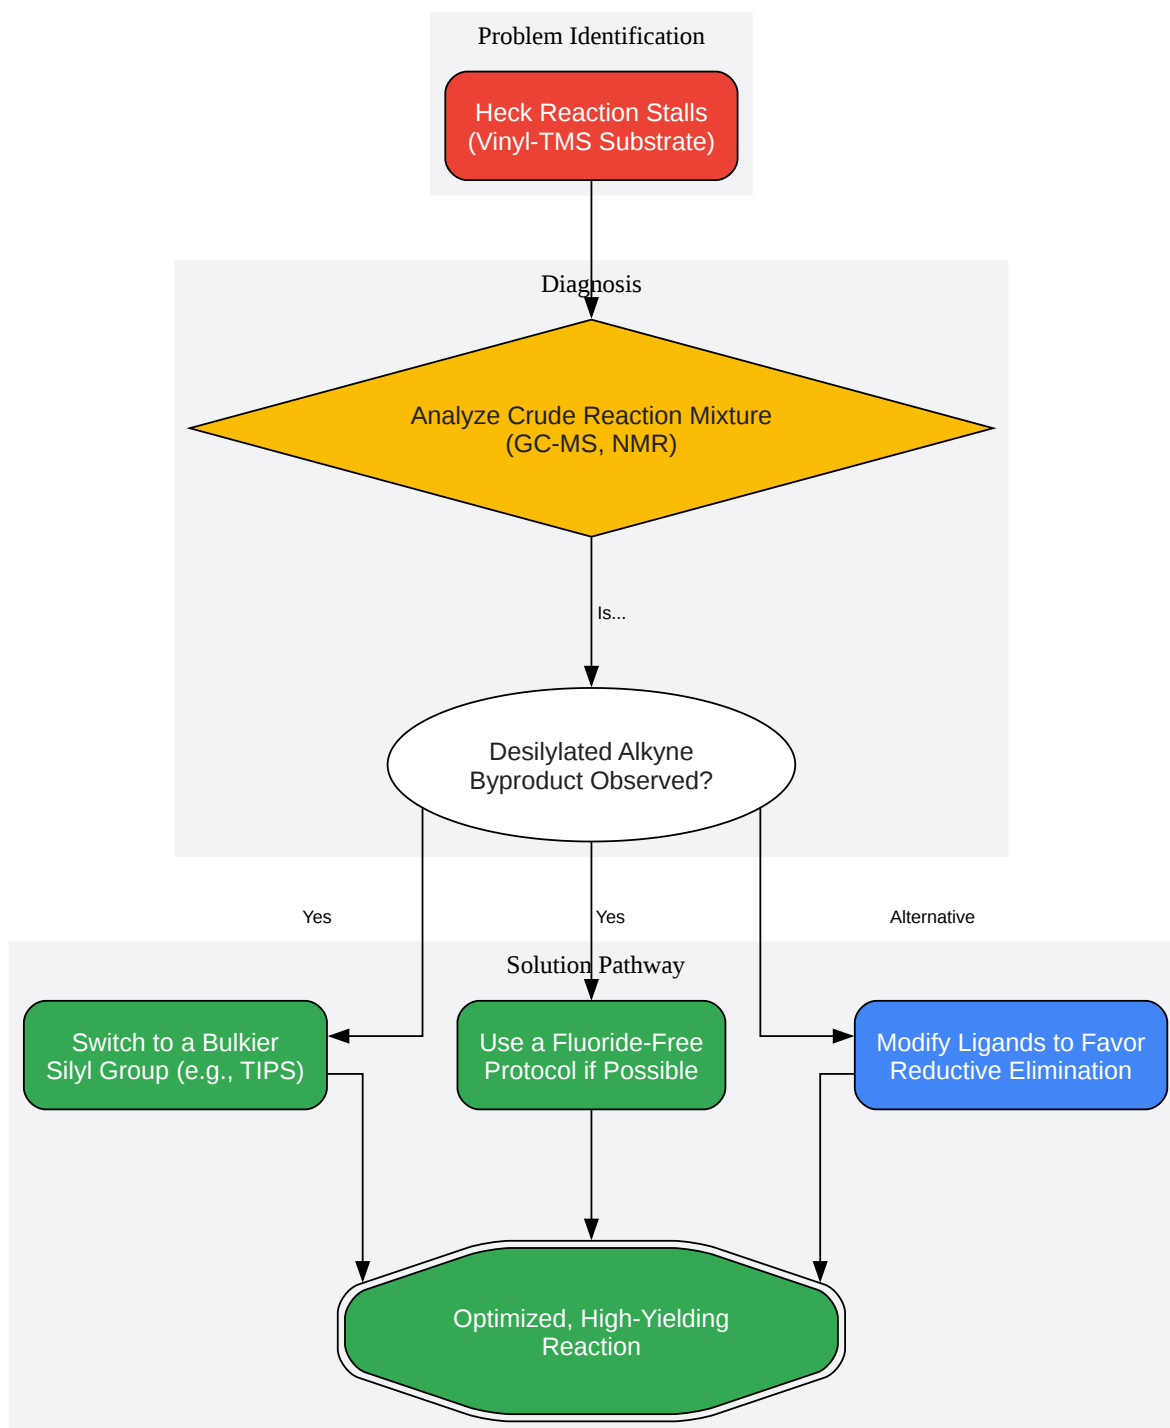 Problem Identification
Heck Reaction Stalls
(Vinyl-TMS Substrate)
Diagnosis
Analyze Crude Reaction Mixture
(GC-MS, NMR)
Is...
Desilylated Alkyne
Byproduct Observed?
Yes
Yes
Alternative
Solution Pathway
Switch to a Bulkier
Silyl Group (e.g., TIPS)
Use a Fluoride-Free
Protocol if Possible
Modify Ligands to Favor
Reductive Elimination
Optimized, High-Yielding
Reaction